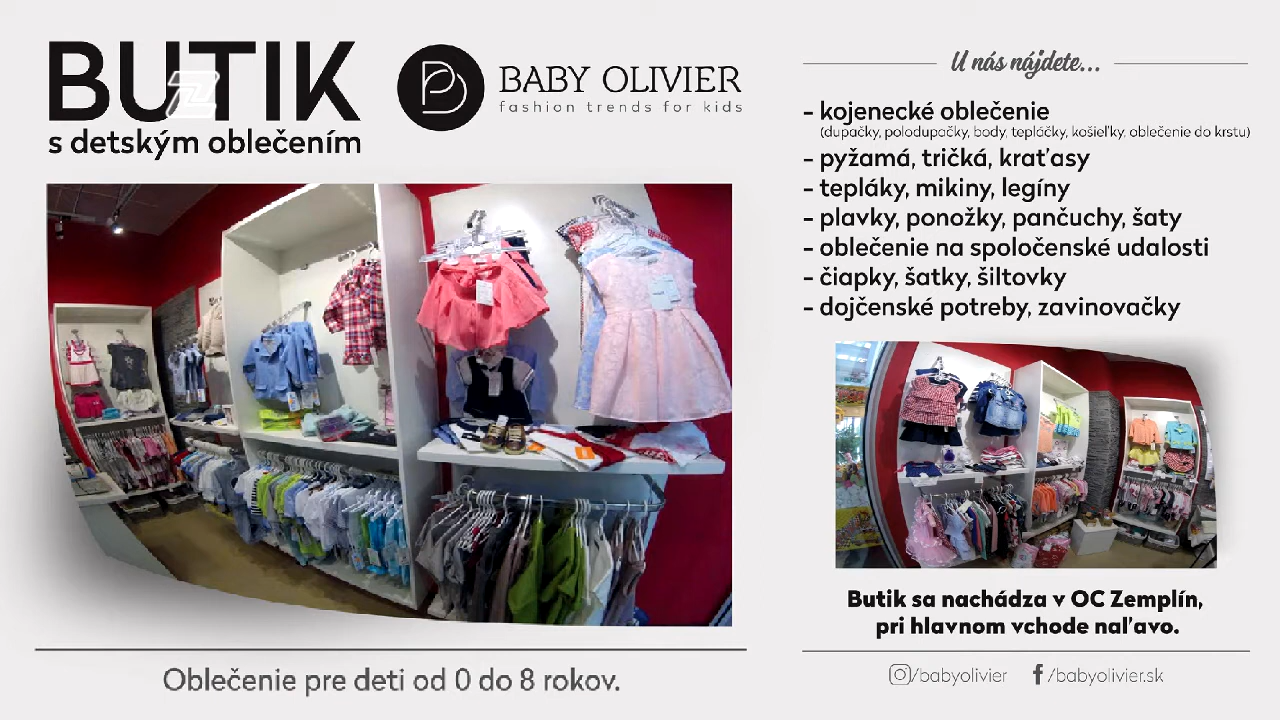 BUTIK
s detským oblečením
BABY OLIVIER
fashion trends for kids
Oblečenie pre deti od 0 do 8 rokov.
U nás nájdete...
- kojenecké oblečenie
(dupačky, polodupačky, body, tepláčky, košieľky, oblečenie do krstu)
- pyžamá, tričká, kraťasy
- tepláky, mikiny, legíny
- plavky, ponožky, pančuchy, šaty
- oblečenie na spoločenské udalosti
- čiapky, šatky, šiltovky
- dojčenské potreby, zavinovačky
Butik sa nachádza v OC Zemplín,
pri hlavnom vchode naľavo.
/babyolivier /babyolivier.sk